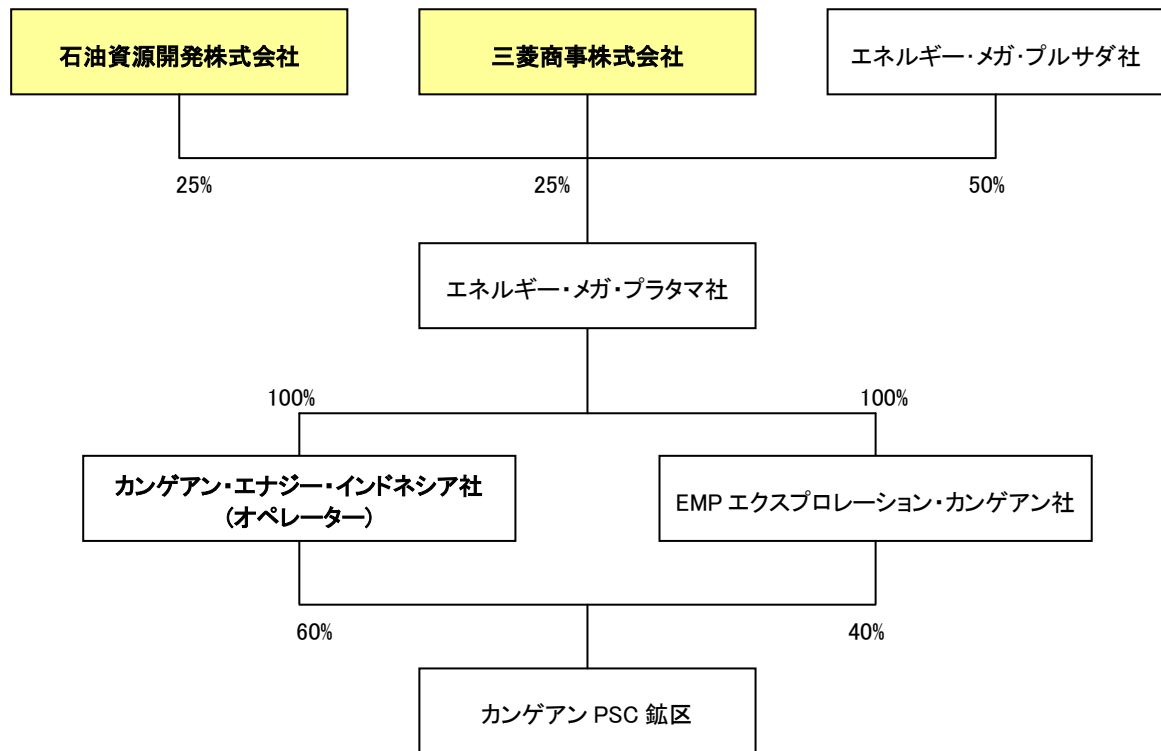 石油資源開発株式会社
三菱商事株式会社
エネルギー・メガ・プルサダ社
25%
25%
50%
エネルギー・メガ・プラタマ社
100%
100%
カンゲアン・エナジー・インドネシア社
(オペレーター)
EMP エクスプロレーション・カンゲアン社
60%
40%
カンゲアン PSC 鉱区